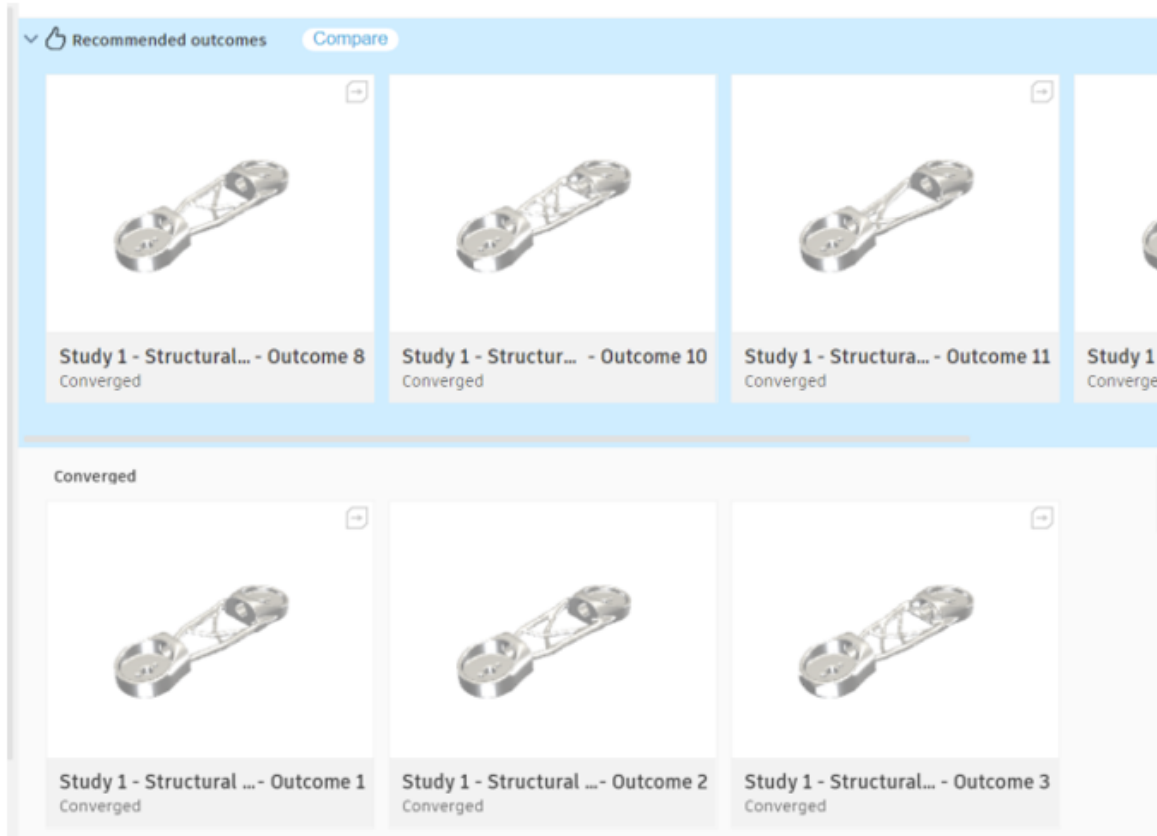 Recommended outcomes Compare
Study 1 - Structural... - Outcome 8
Converged
Study 1 - Structur... - Outcome 10
Converged
Study 1 - Structura... - Outcome 11
Converged
Study 1
Converge
Converged
Study 1 - Structural ...- Outcome 1
Converged
Study 1 - Structural ...- Outcome 2
Converged
Study 1 - Structural... - Outcome 3
Converged